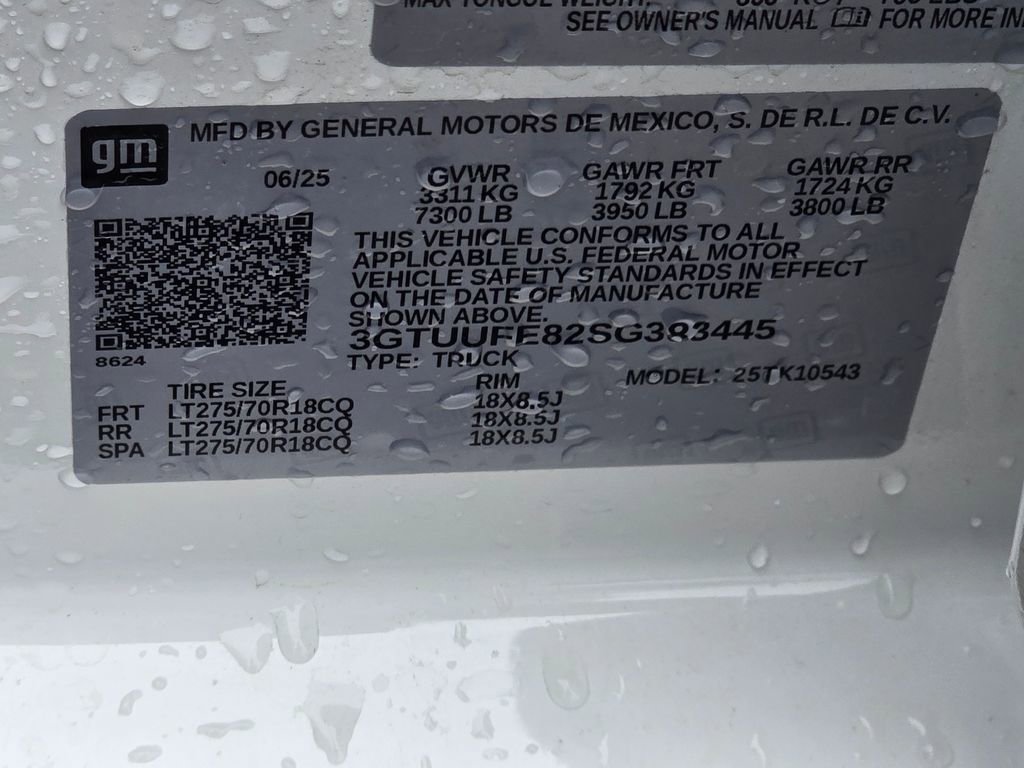 MAX TONGUE WEIGHT:
SEE OWNER'S MANUAL FOR MORE
gm
MFD BY GENERAL MOTORS DE MEXICO, S. DE R.L. DE C.V.
06/25 GVWR GAWR FRT GAWR RR
3311 KG 1792 KG 1724 KG
7300 LB 3950 LB 3800 LB
THIS VEHICLE CONFORMS TO ALL
APPLICABLE U.S. FEDERAL MOTOR
VEHICLE SAFETY STANDARDS IN EFFECT
ON THE DATE OF MANUFACTURE
SHOWN ABOVE.
3GTUUFE82SG383445
8624
TYPE: TRUCK MODEL: 25TK10543
TIRE SIZE RIM
FRT LT275/70R18CQ 18X8.5J
RR LT275/70R18CQ 18X8.5J
SPA LT275/70R18CQ 18X8.5J